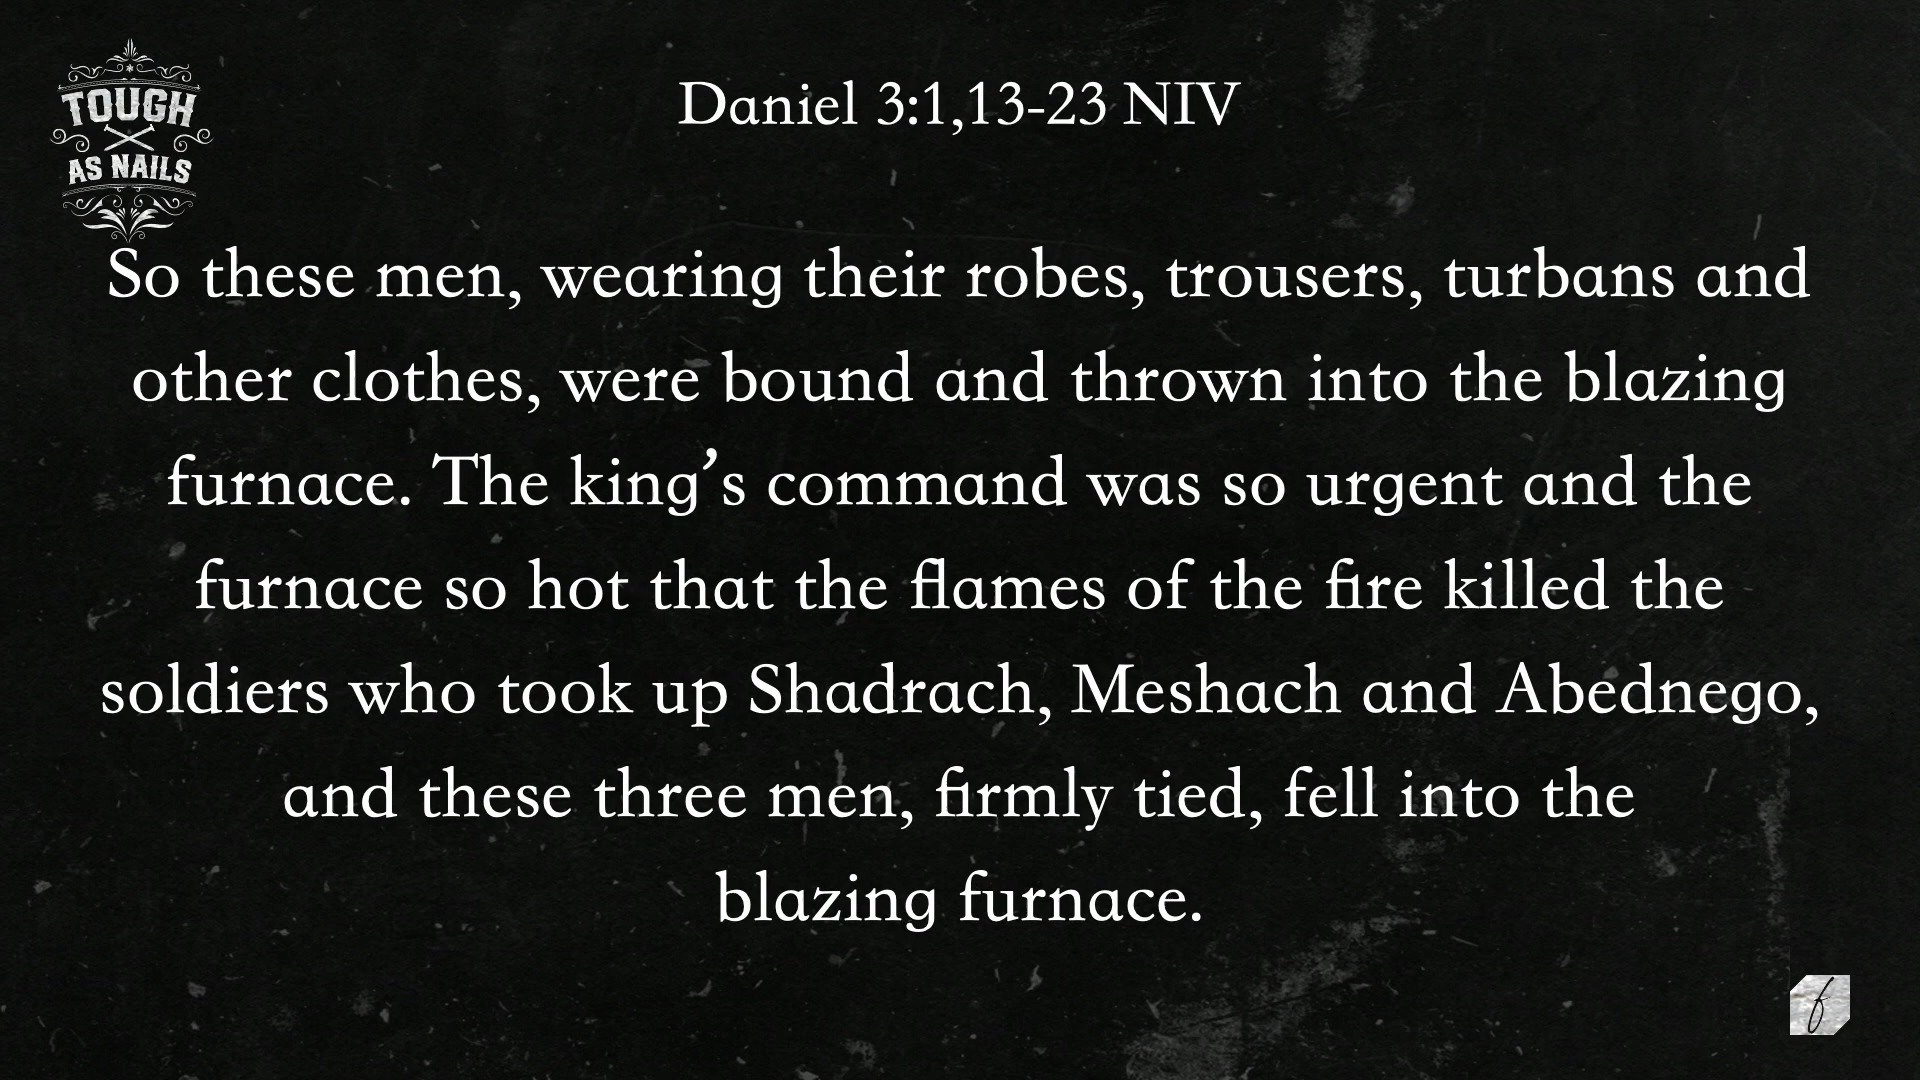 TOUGH
AS NAILS
Daniel 3:1,13-23 NIV
So these men, wearing their robes, trousers, turbans and
other clothes, were bound and thrown into the blazing
furnace. The king’s command was so urgent and the
furnace so hot that the flames of the fire killed the
soldiers who took up Shadrach, Meshach and Abednego,
and these three men, firmly tied, fell into the
blazing furnace.
f